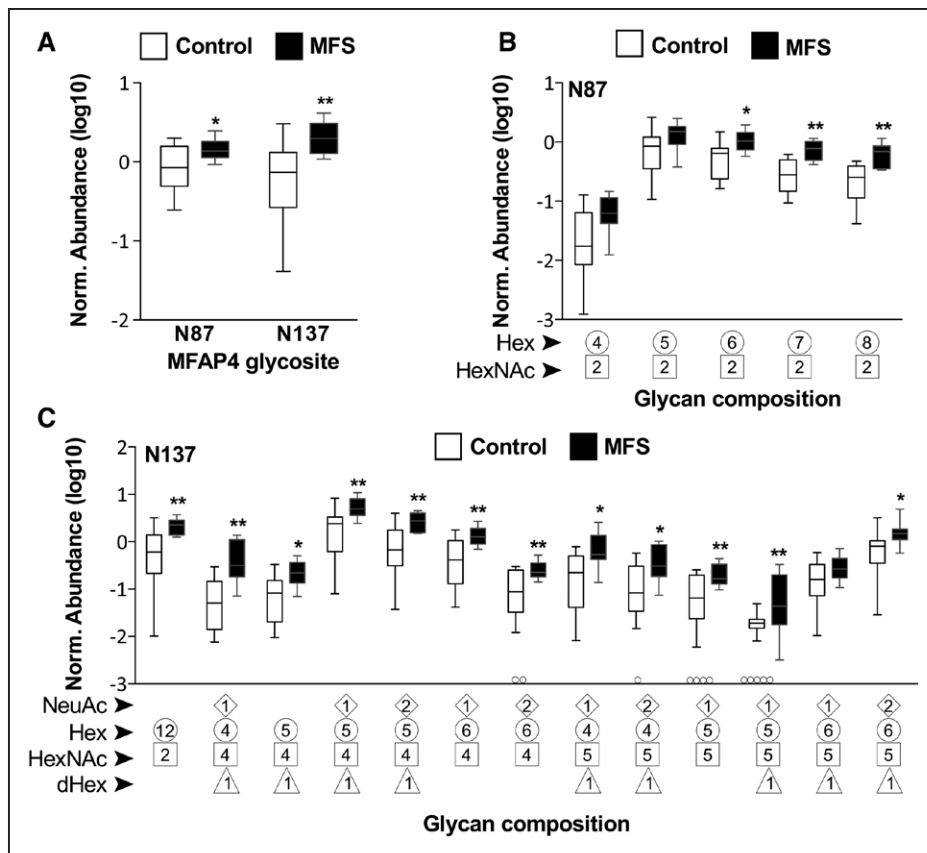 A
Control MFS
Norm. Abundance (log10)
1
0
-1
-2
* **
N87 N137
MFAP4 glycosite
B
Control MFS
N87
Norm. Abundance (log10)
1
0
-1
-2
-3
* ** **
Hex 4 5 6 7 8
HexNAc 2 2 2 2 2
Glycan composition
C
Control MFS
N137
Norm. Abundance (log10)
2
1
0
-1
-2
-3
** ** * ** ** ** ** * * ** ** *
NeuAc 1 1 2 1 2 1 2 1 1 1 2
Hex 12 4 5 5 5 6 6 4 4 5 5 6 6
HexNAc 2 4 4 4 4 4 4 5 5 5 5 5 5
dHex 1 1 1 1 1 1 1 1 1
Glycan composition